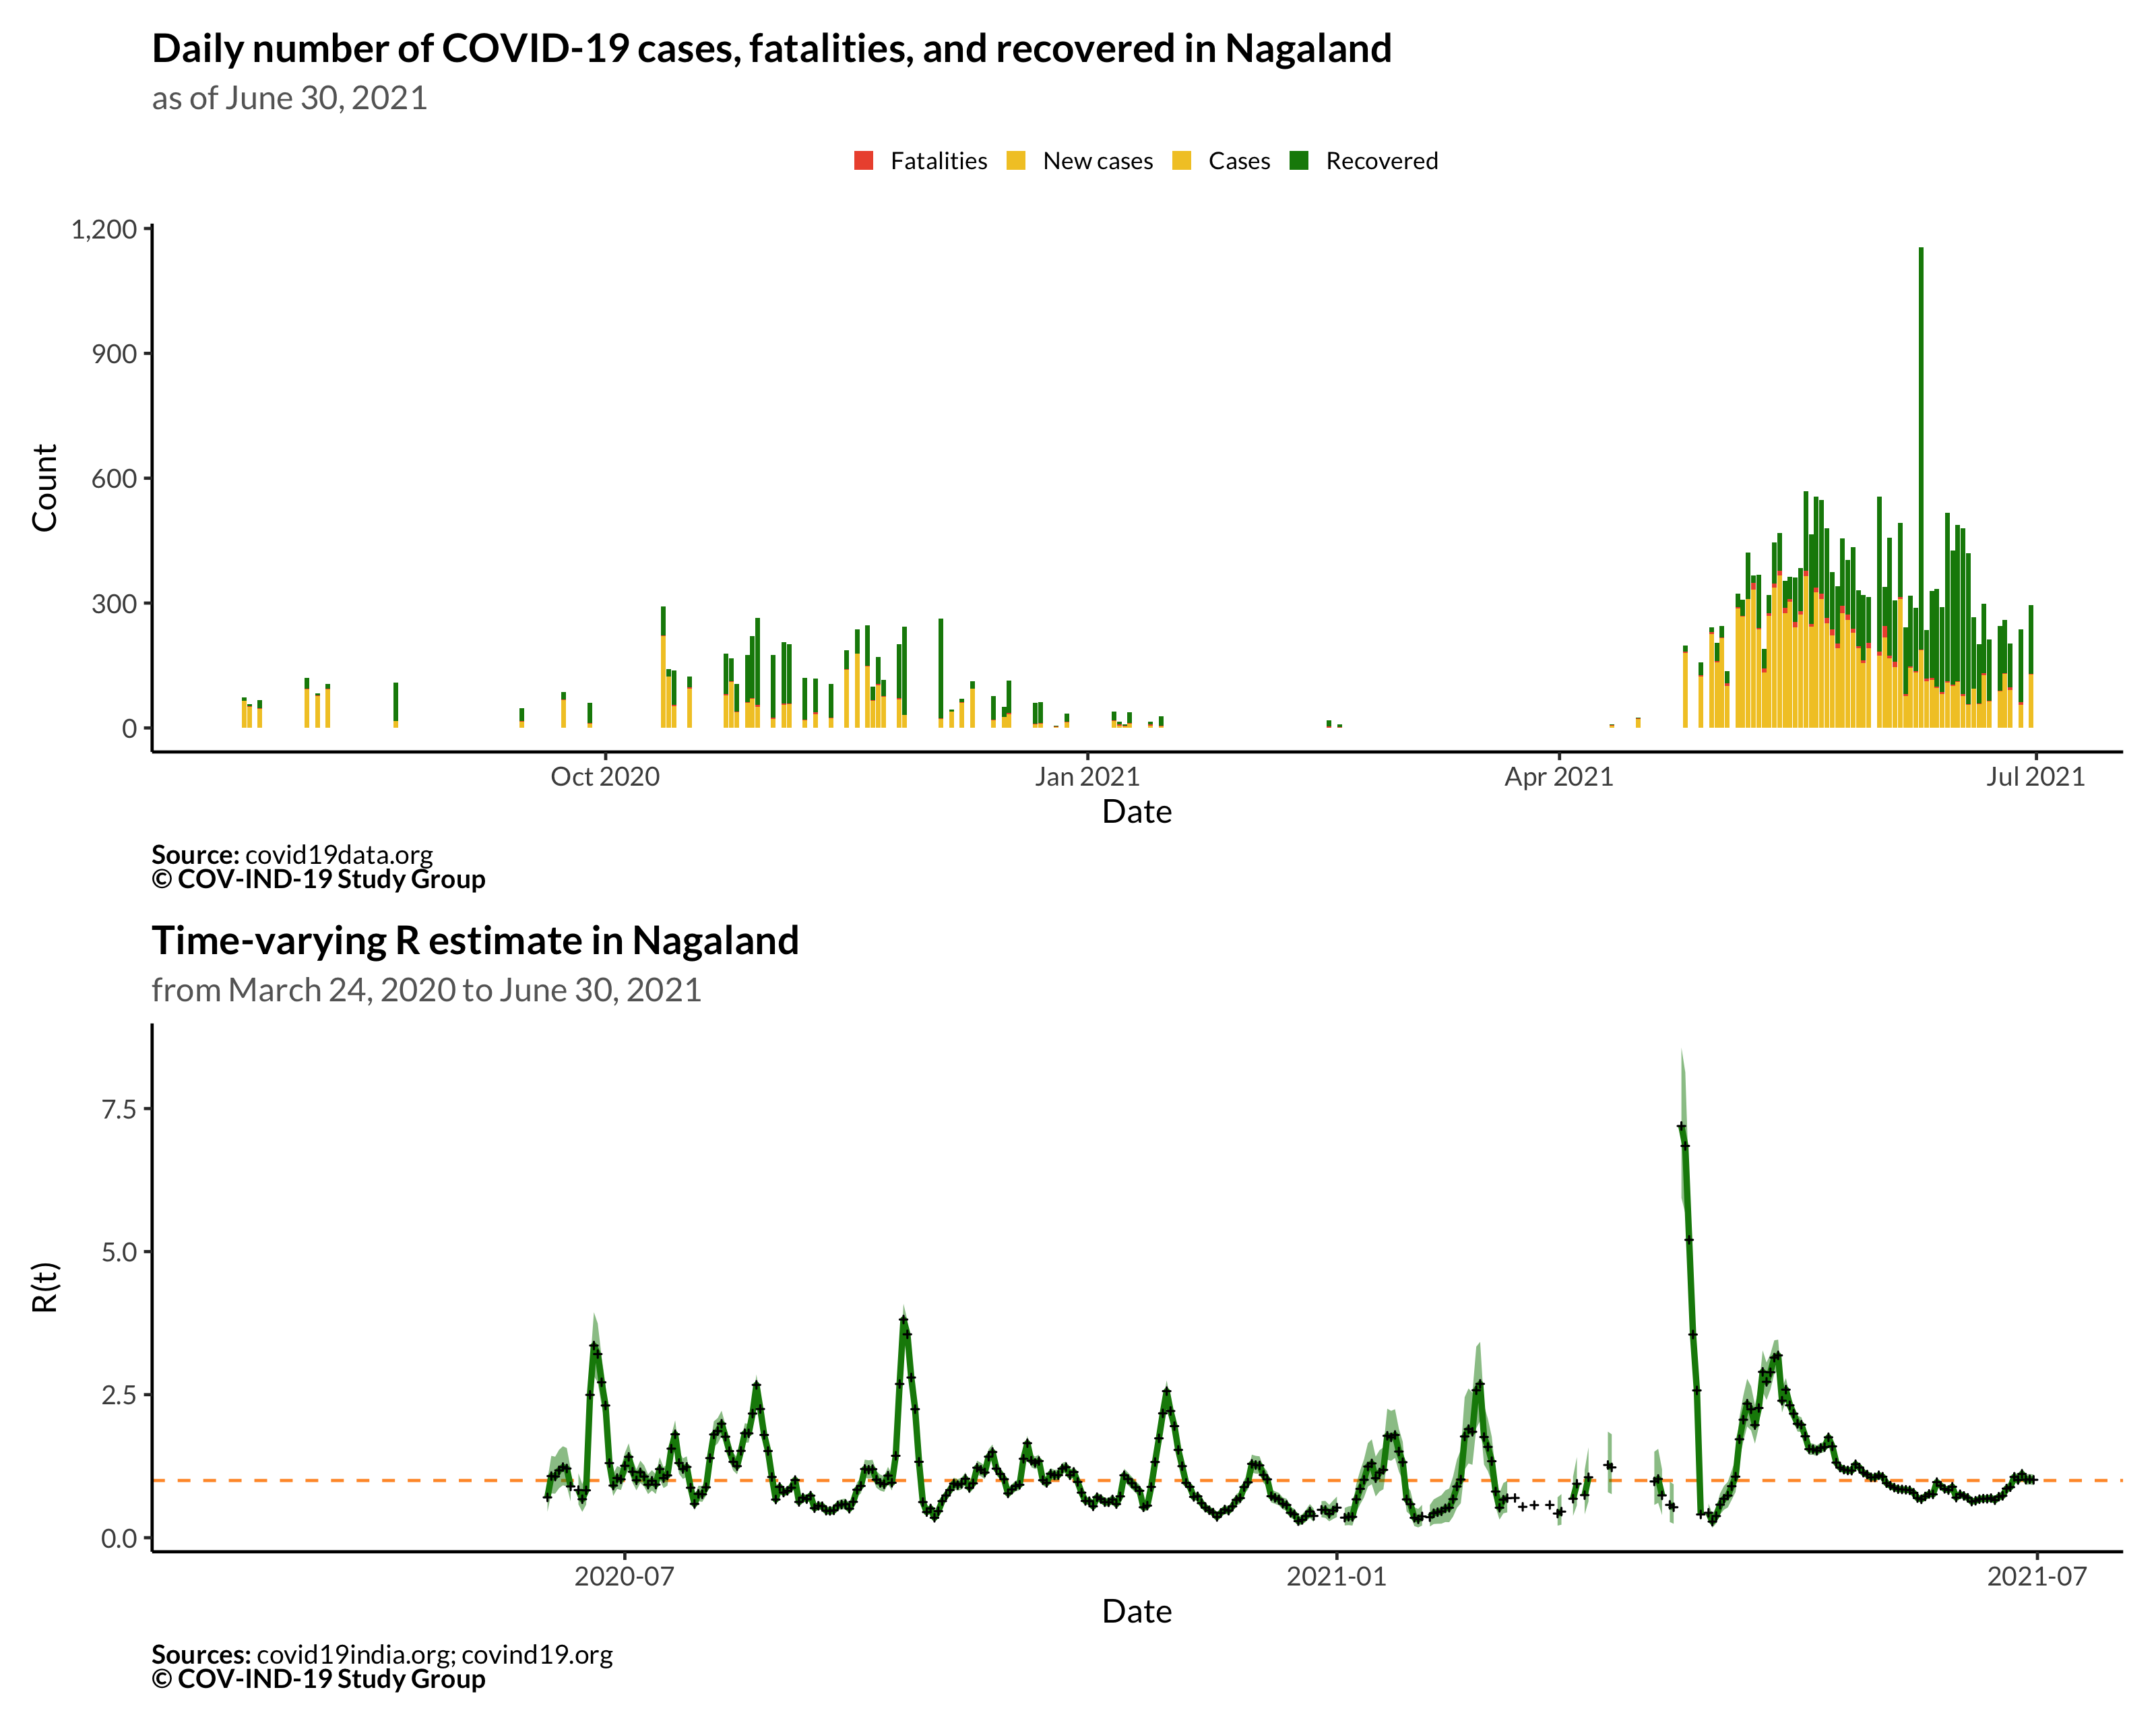 Daily number of COVID-19 cases, fatalities, and recovered in Nagaland
as of June 30, 2021
Fatalities New cases Cases Recovered
1,200
900
600
300
0
Count
Oct 2020 Jan 2021 Apr 2021 Jul 2021
Date
Source: covid19data.org
© COV-IND-19 Study Group
Time-varying R estimate in Nagaland
from March 24, 2020 to June 30, 2021
7.5
5.0
2.5
0.0
R(t)
2020-07 2021-01 2021-07
Date
Sources: covid19india.org; covind19.org
© COV-IND-19 Study Group